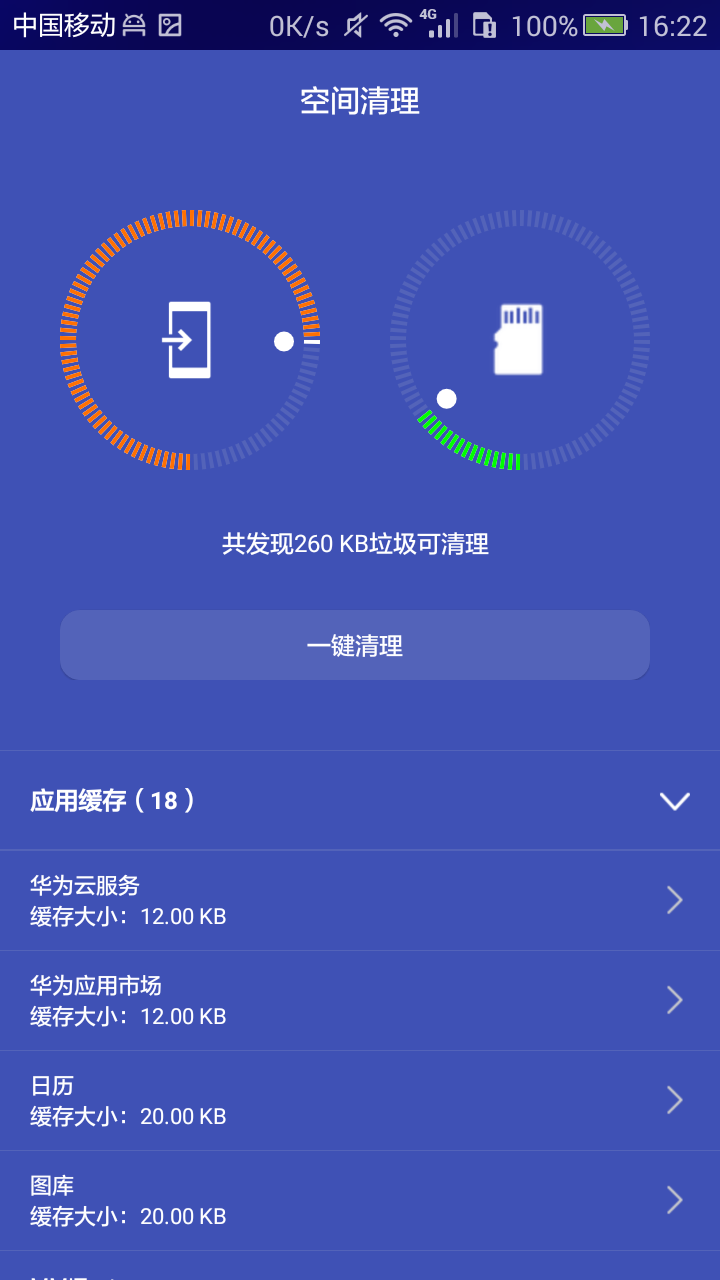 中国移动 0K/s 4G 100% 16:22
空间清理
共发现260 KB垃圾可清理
一键清理
应用缓存（18）
华为云服务
缓存大小：12.00 KB
华为应用市场
缓存大小：12.00 KB
日历
缓存大小：20.00 KB
图库
缓存大小：20.00 KB